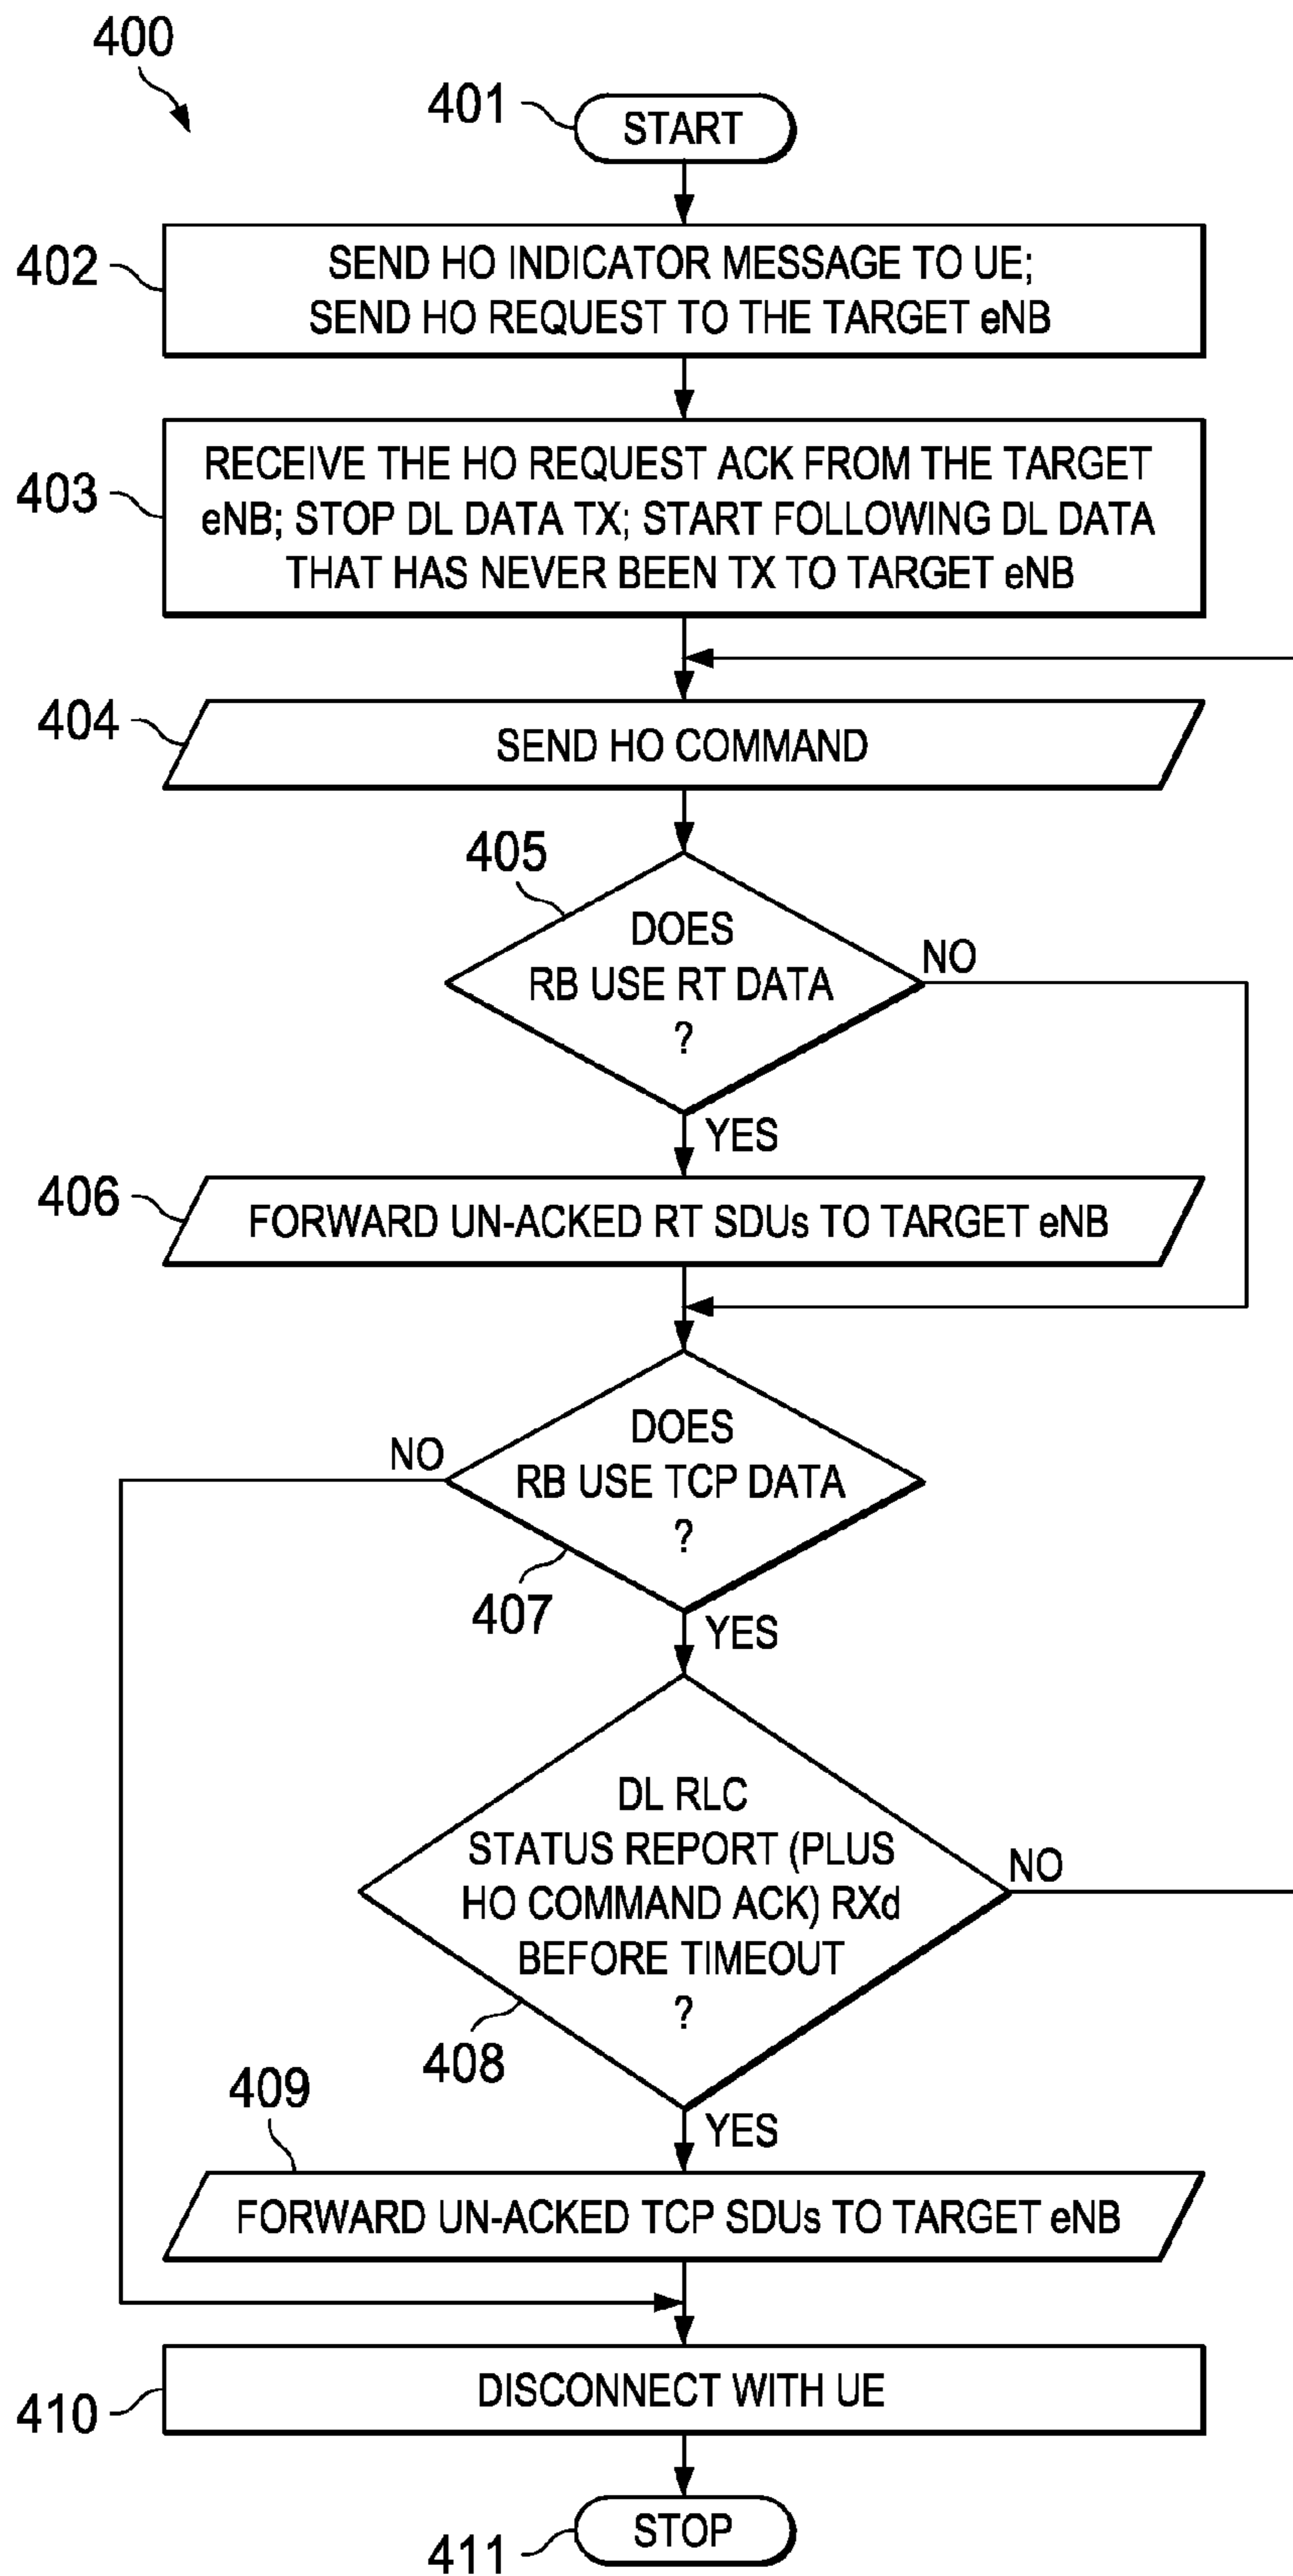 400
401
START
402
SEND HO INDICATOR MESSAGE TO UE;
SEND HO REQUEST TO THE TARGET eNB
403
RECEIVE THE HO REQUEST ACK FROM THE TARGET
eNB; STOP DL DATA TX; START FOLLOWING DL DATA
THAT HAS NEVER BEEN TX TO TARGET eNB
404
SEND HO COMMAND
405
DOES
RB USE RT DATA
?
NO
YES
406
FORWARD UN-ACKED RT SDUs TO TARGET eNB
DOES
RB USE TCP DATA
?
NO
407
YES
DL RLC
STATUS REPORT (PLUS
HO COMMAND ACK) RXd
BEFORE TIMEOUT
?
NO
408
YES
409
FORWARD UN-ACKED TCP SDUs TO TARGET eNB
410
DISCONNECT WITH UE
STOP
411